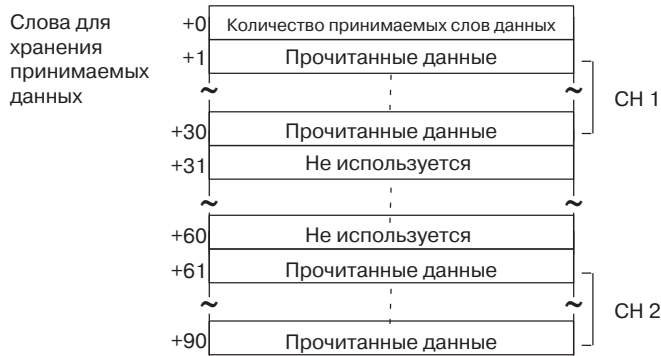 Слова для
хранения
принимаемых
данных
+0 Количество принимаемых слов данных
+1 Прочитанные данные
CH 1
+30 Прочитанные данные
+31 Не используется
+60 Не используется
+61 Прочитанные данные
CH 2
+90 Прочитанные данные